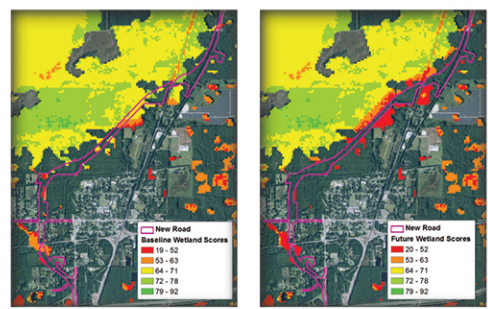 New Road
Baseline Wetland Scores
19 - 52
53 - 63
64 - 71
72 - 78
79 - 92
New Road
Future Wetland Scores
20 - 52
53 - 63
64 - 71
72 - 78
79 - 92